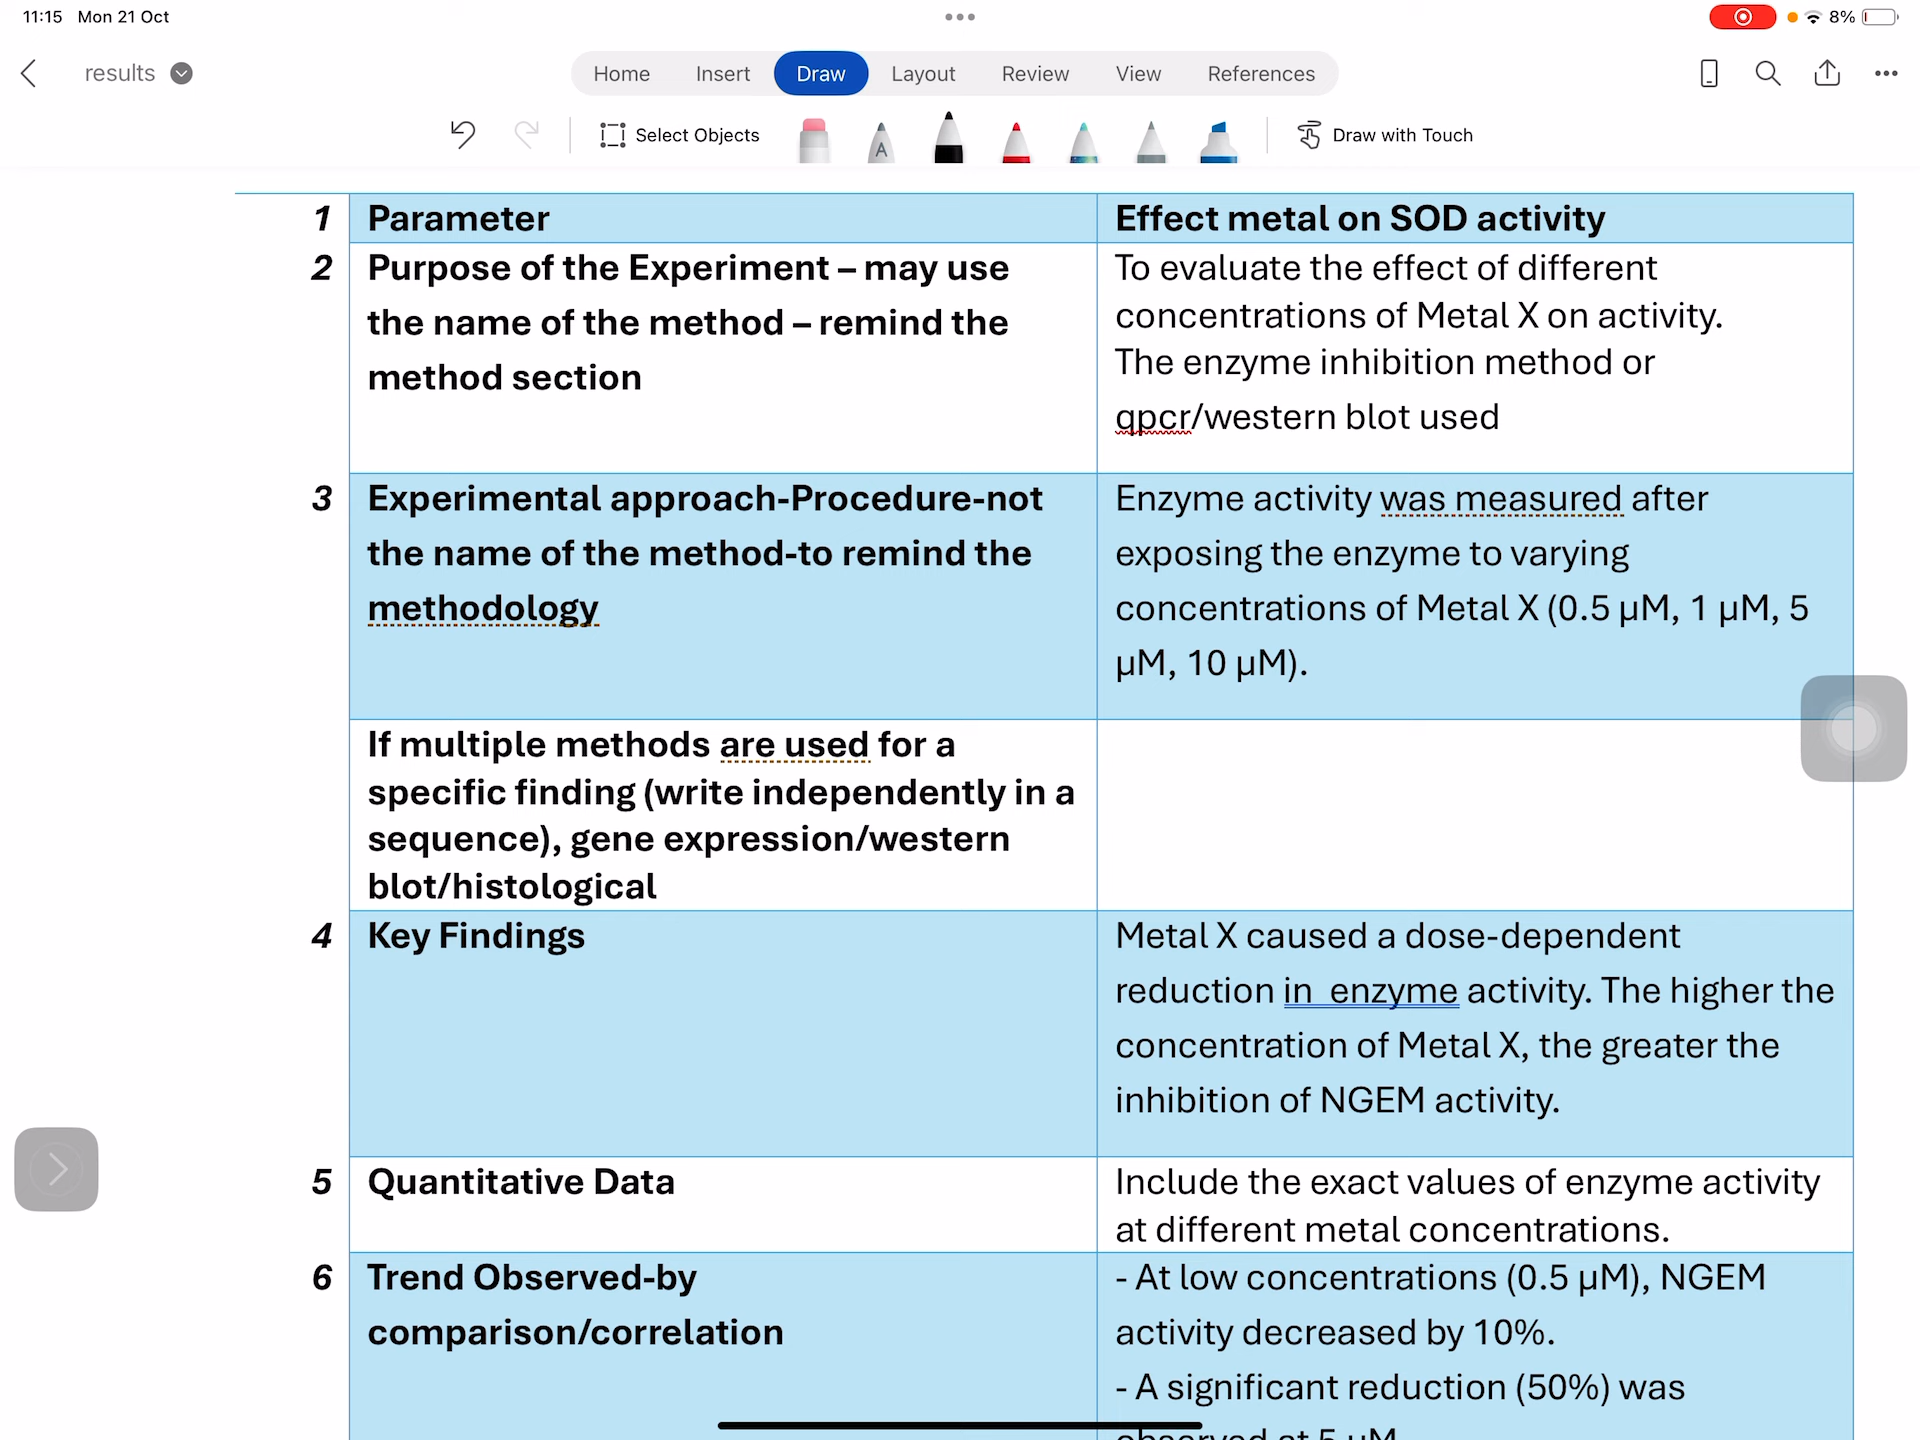 11:15 Mon 21 Oct
8%
results
Home Insert Draw Layout Review View References
Select Objects
A
Draw with Touch
1 Parameter
Effect metal on SOD activity
2 Purpose of the Experiment – may use
the name of the method – remind the
method section
To evaluate the effect of different
concentrations of Metal X on activity.
The enzyme inhibition method or
qpcr/western blot used
3 Experimental approach-Procedure-not
the name of the method-to remind the
methodology
Enzyme activity was measured after
exposing the enzyme to varying
concentrations of Metal X (0.5 µM, 1 µM, 5
µM, 10 µM).
If multiple methods are used for a
specific finding (write independently in a
sequence), gene expression/western
blot/histological
4 Key Findings
Metal X caused a dose-dependent
reduction in  enzyme activity. The higher the
concentration of Metal X, the greater the
inhibition of NGEM activity.
5 Quantitative Data
Include the exact values of enzyme activity
at different metal concentrations.
6 Trend Observed-by
comparison/correlation
- At low concentrations (0.5 µM), NGEM
activity decreased by 10%.
- A significant reduction (50%) was
observed at 5 µM